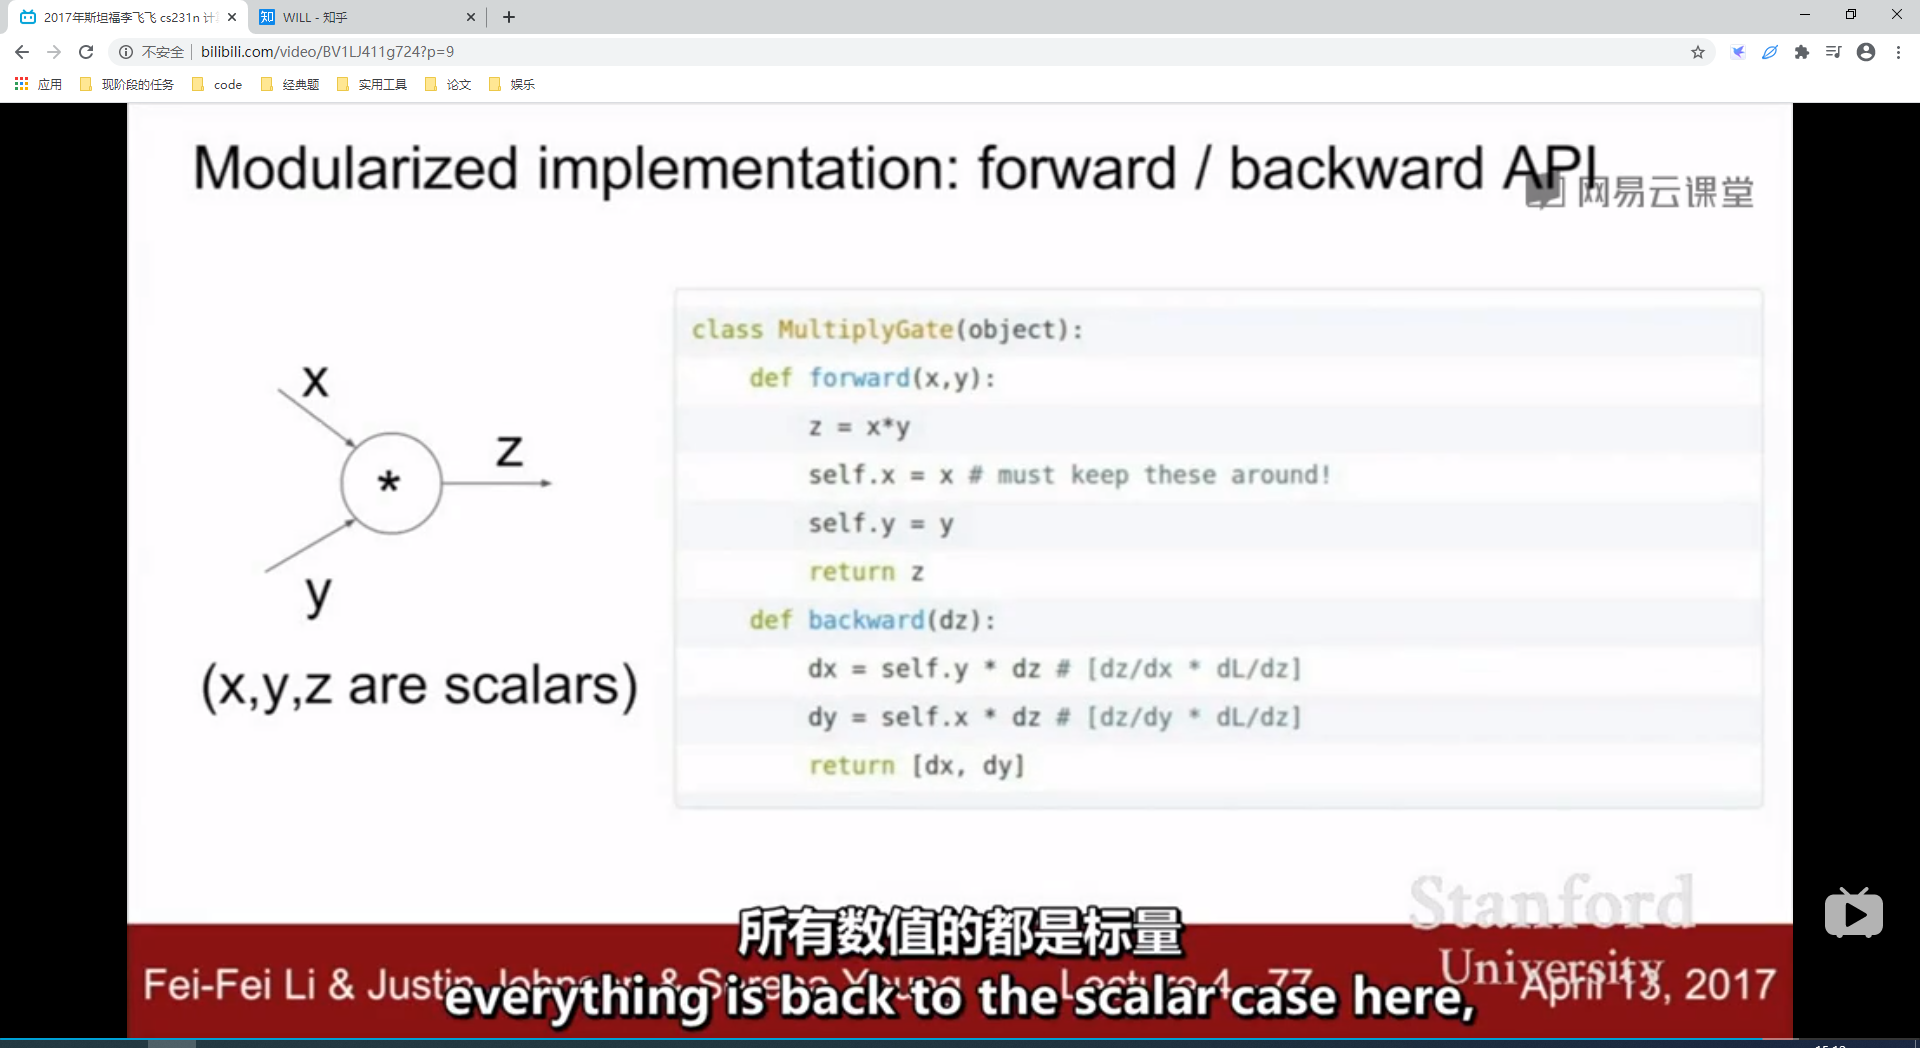 2017年斯坦福李飞飞 cs231n 计
WILL - 知乎
不安全
bilibili.com/video/BV1LJ411g724?p=9
应用 现阶段的任务 code 经典题 实用工具 论文 娱乐
Modularized implementation: forward / backward API
网易云课堂
x
y
*
z
(x,y,z are scalars)
class MultiplyGate(object):
def forward(x,y):
z = x*y
self.x = x # must keep these around!
self.y = y
return z
def backward(dz):
dx = self.y * dz # [dz/dx * dL/dz]
dy = self.x * dz # [dz/dy * dL/dz]
return [dx, dy]
Stanford
University
所有数值的都是标量
Fei-Fei Li & Justin Johnson & Serena Yeung Lecture 4 - 77 April 13, 2017
everything is back to the scalar case here,